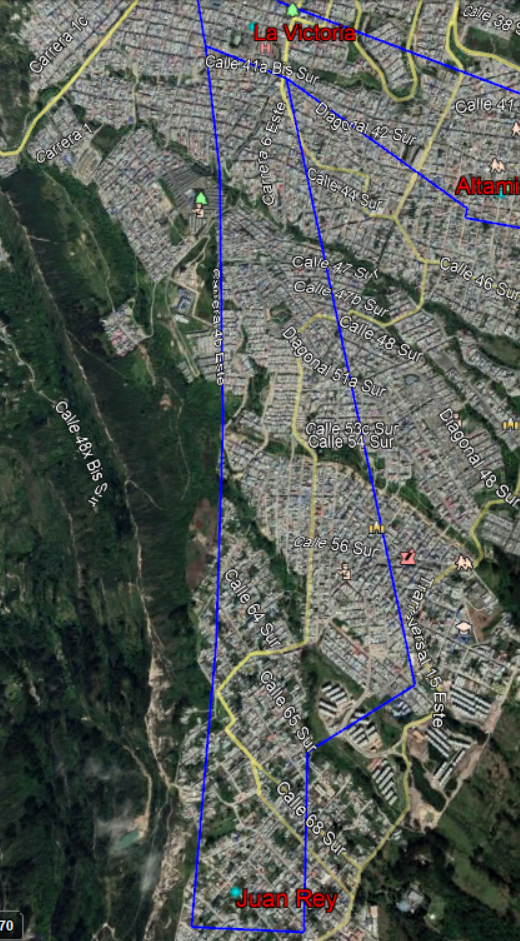 Carrera 1c
Calle 38 S
La Victoria
H
Calle 41a Bis Sur
Calle 41
Diagonal 42 Sur
Carrera 1
Carrera 6 Este
Calle 44 Sur
Altami
Calle 47 Sur
Calle 46 Sur
Carrera 4b Este
Calle 47b Sur
Calle 48 Sur
Diagonal 51a Sur
Calle 48x Bis Sur
Calle 53c Sur
Calle 54 Sur
Diagonal 48 Sur
Calle 56 Sur
Calle 64 Sur
Transversal 15 Este
Calle 65 Sur
Calle 68 Sur
Juan Rey
70